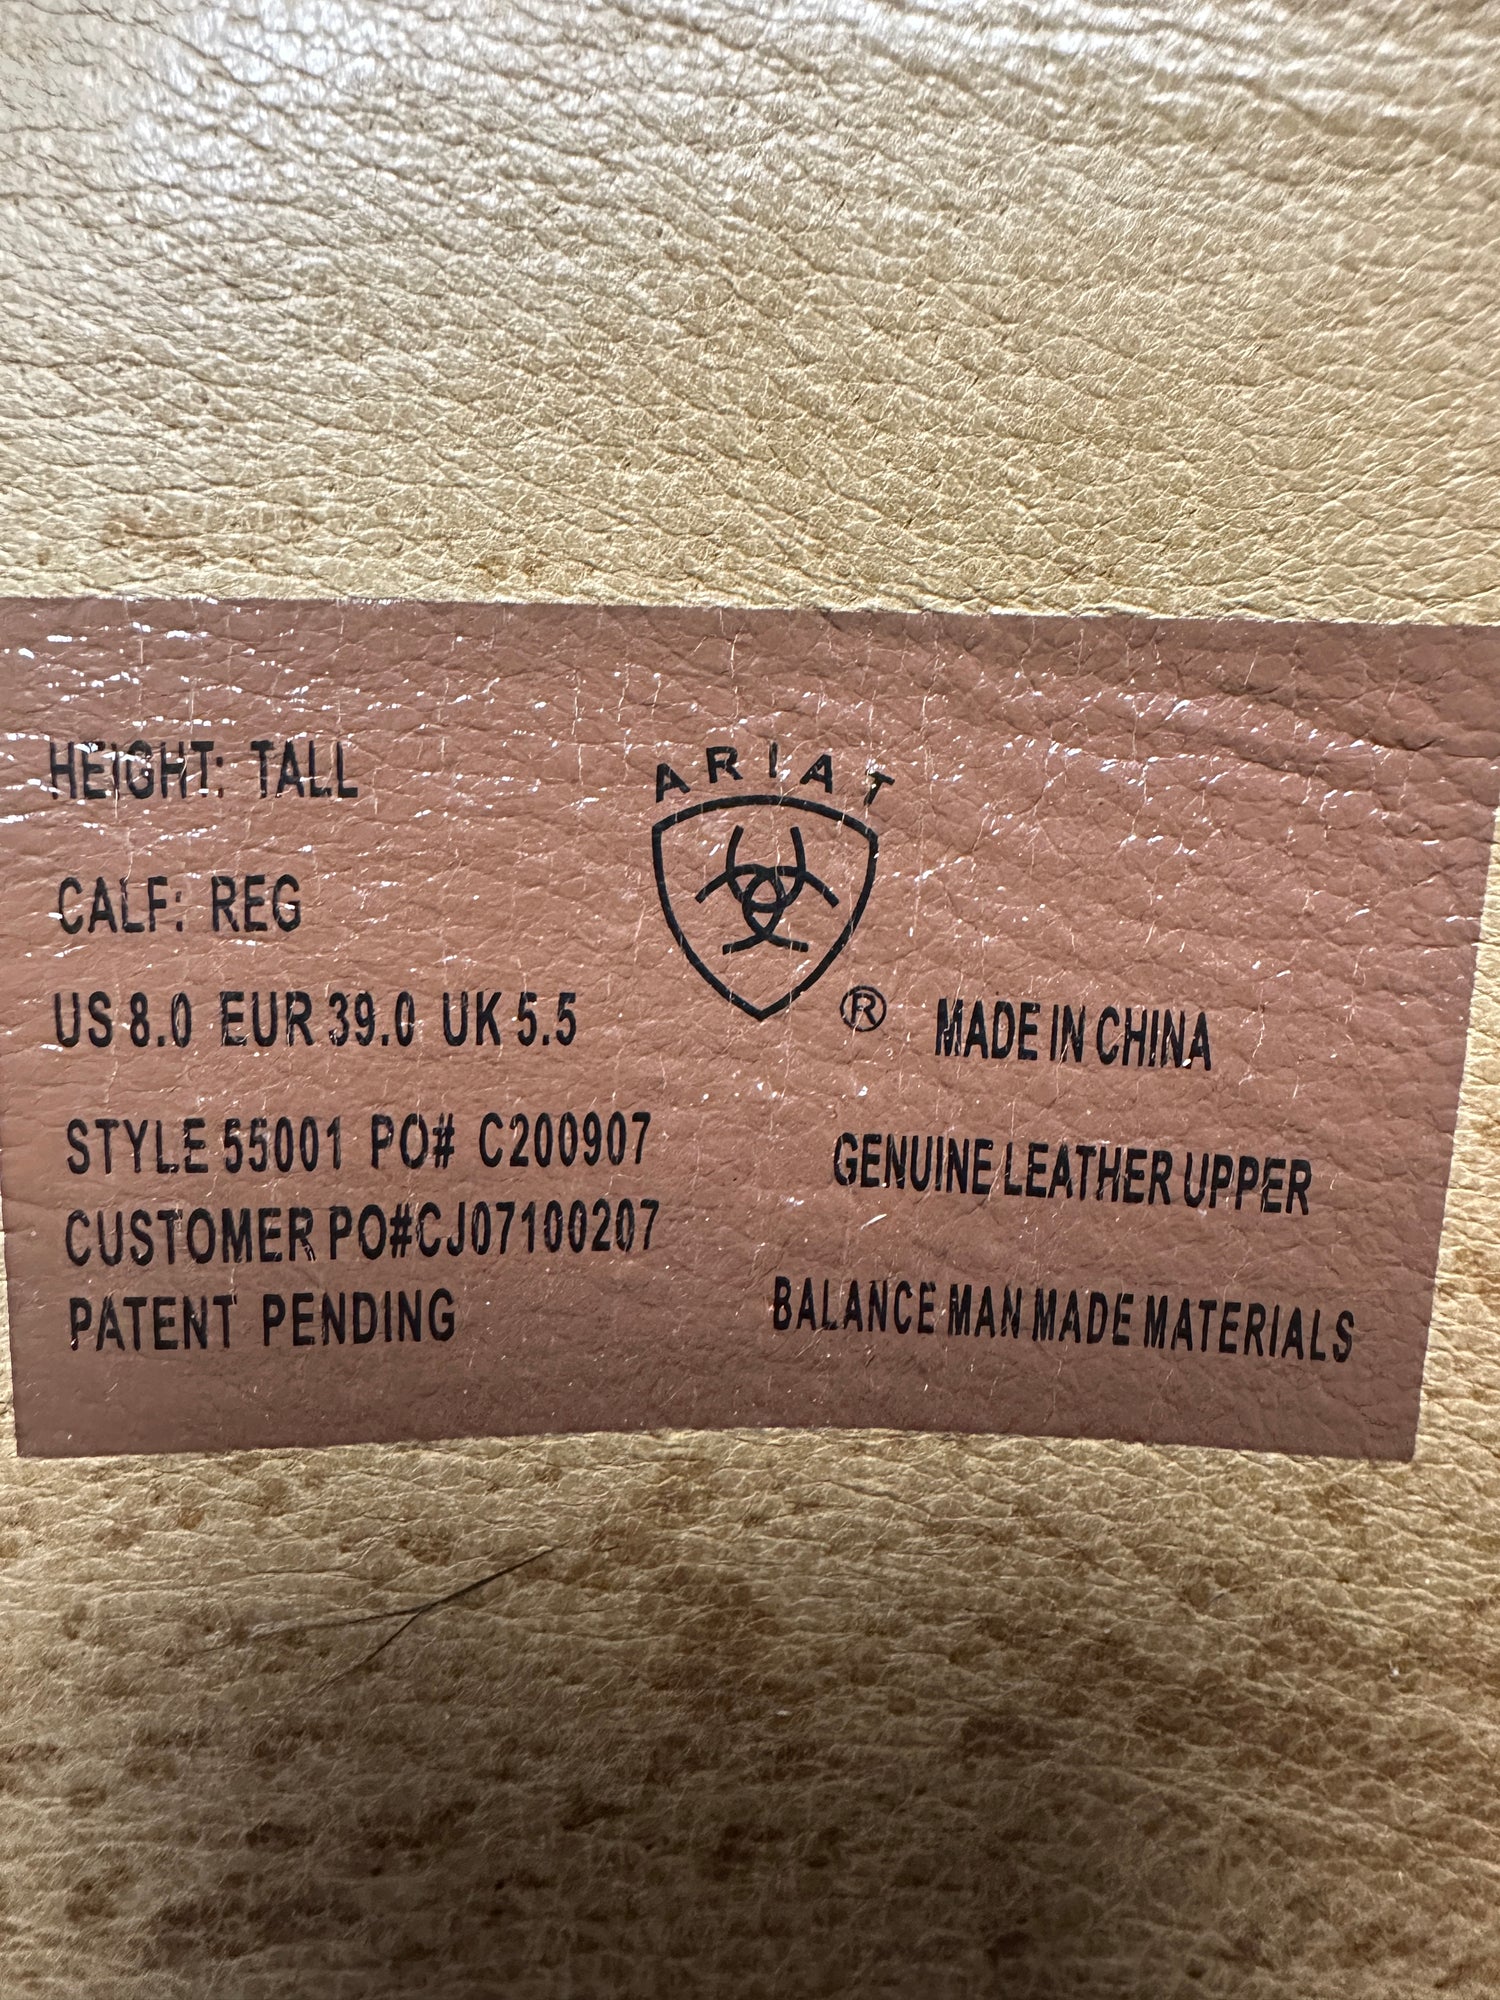 HEIGHT: TALL
CALF: REG
US 8.0 EUR 39.0 UK 5.5
STYLE 55001 PO# C200907
CUSTOMER PO#CJ07100207
PATENT PENDING
ARIAT
®
MADE IN CHINA
GENUINE LEATHER UPPER
BALANCE MAN MADE MATERIALS